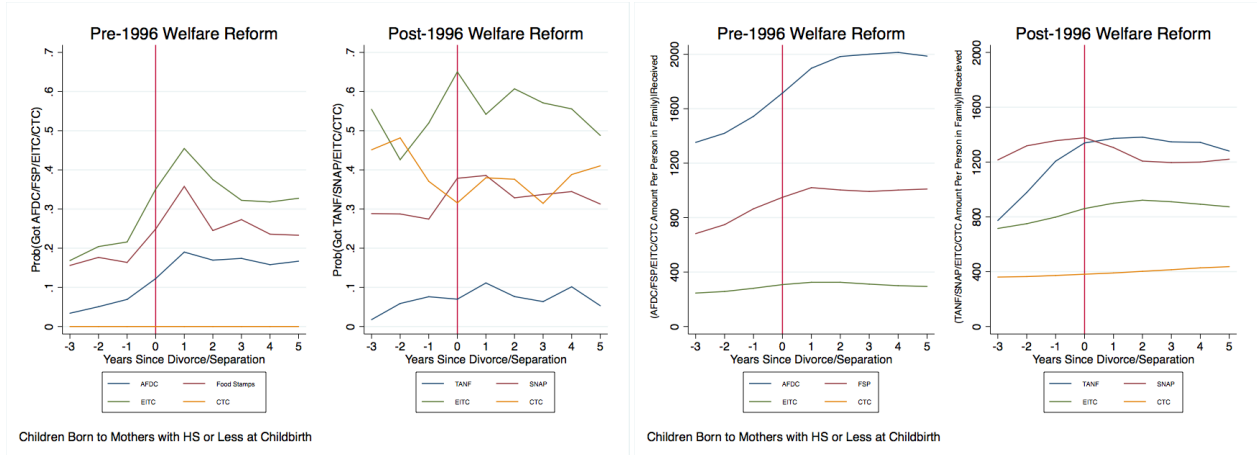 Pre-1996 Welfare Reform
Prob(Got AFDC/FSP/EITC/CTC)
.7
.6
.5
.4
.3
.2
.1
0
-3 -2 -1 0 1 2 3 4 5
Years Since Divorce/Separation
AFDC Food Stamps
EITC CTC
Post-1996 Welfare Reform
Prob(Got TANF/SNAP/EITC/CTC)
.7
.6
.5
.4
.3
.2
.1
0
-3 -2 -1 0 1 2 3 4 5
Years Since Divorce/Separation
TANF SNAP
EITC CTC
Children Born to Mothers with HS or Less at Childbirth
Pre-1996 Welfare Reform
(AFDC/FSP/EITC/CTC Amount Per Person in Family)|Received
2000
1600
1200
800
400
0
-3 -2 -1 0 1 2 3 4 5
Years Since Divorce/Separation
AFDC FSP
EITC CTC
Post-1996 Welfare Reform
(TANF/SNAP/EITC/CTC Amount Per Person in Family)|Receieved
2000
1600
1200
800
400
0
-3 -2 -1 0 1 2 3 4 5
Years Since Divorce/Separation
TANF SNAP
EITC CTC
Children Born to Mothers with HS or Less at Childbirth